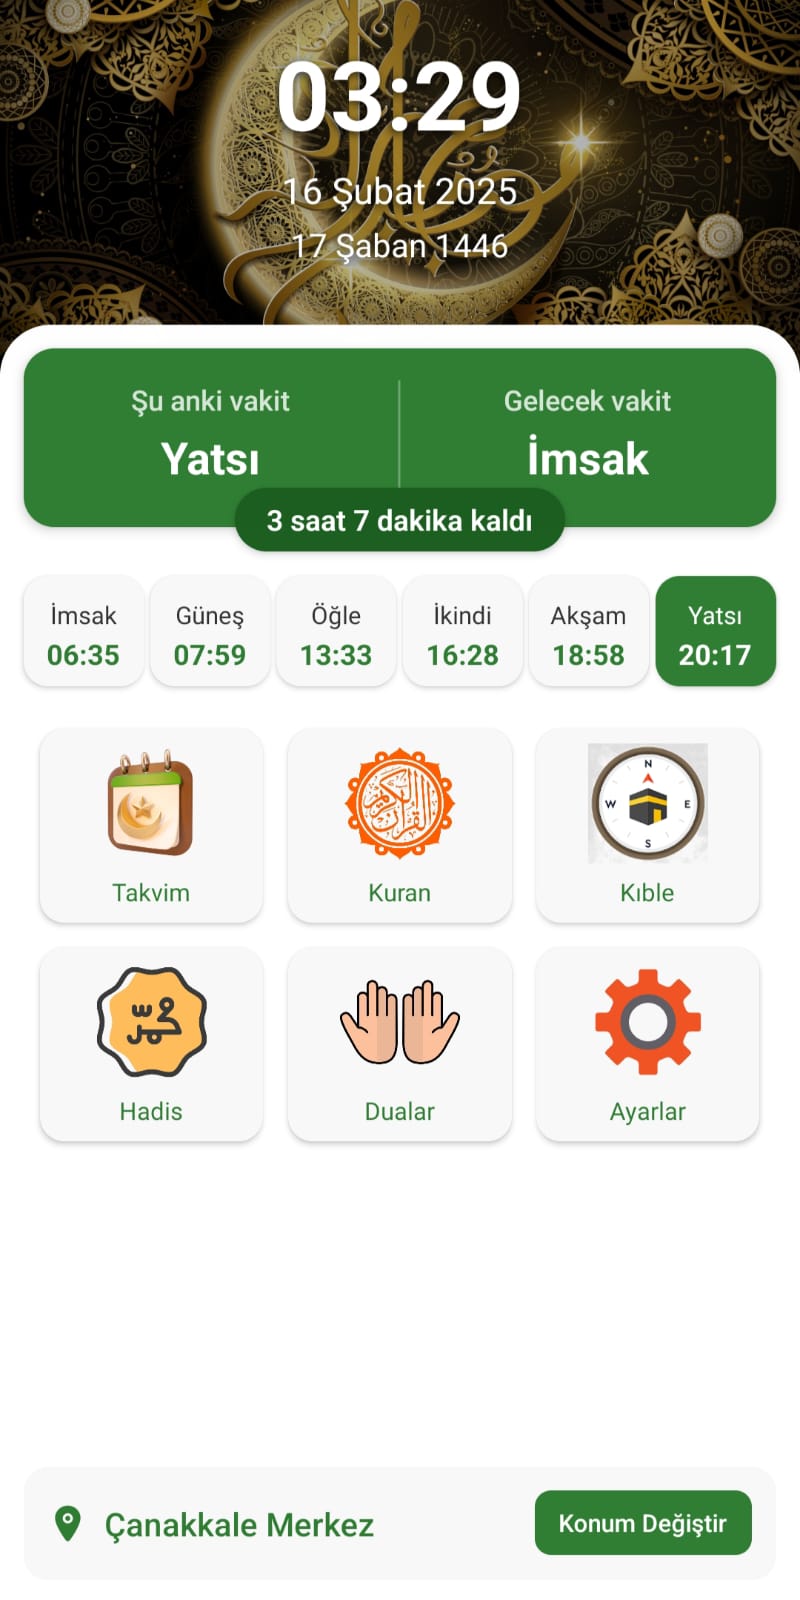 03:29
16 Şubat 2025
17 Şaban 1446
Şu anki vakit
Yatsı
Gelecek vakit
İmsak
3 saat 7 dakika kaldı
İmsak
06:35
Güneş
07:59
Öğle
13:33
İkindi
16:28
Akşam
18:58
Yatsı
20:17
Takvim
القرآن الكريم
Kuran
N
W
E
S
Kıble
Hadis
Dualar
Ayarlar
Çanakkale Merkez
Konum Değiştir